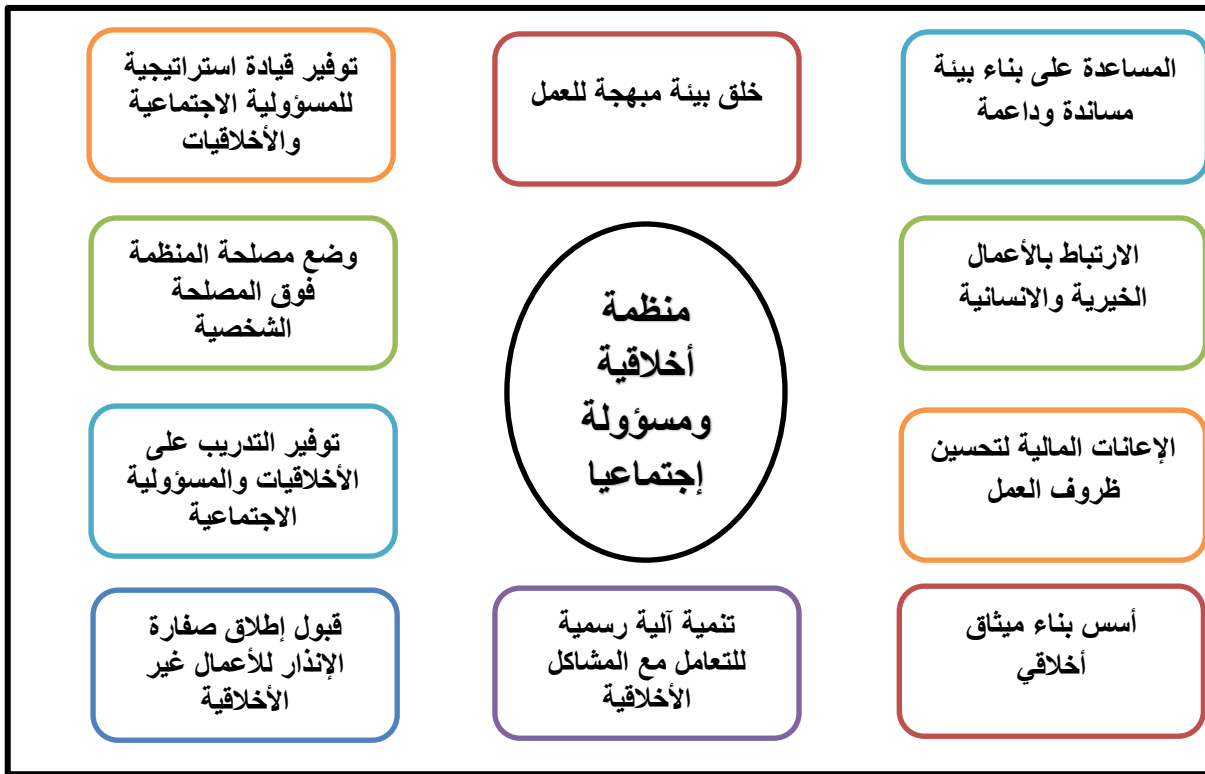 المساعدة على بناء بيئة
مساندة وداعمة
خلق بيئة مبهجة للعمل
توفير قيادة استراتيجية
للمسؤولية الاجتماعية
والأخلاقيات
الارتباط بالأعمال
الخيرية والانسانية
منظمة
أخلاقية
ومسؤولة
إجتماعيا
وضع مصلحة المنظمة
فوق المصلحة
الشخصية
الإعانات المالية لتحسين
ظروف العمل
توفير التدريب على
الأخلاقيات والمسؤولية
الاجتماعية
أسس بناء ميثاق
أخلاقي
تنمية آلية رسمية
للتعامل مع المشاكل
الأخلاقية
قبول إطلاق صفارة
الإنذار للأعمال غير
الأخلاقية